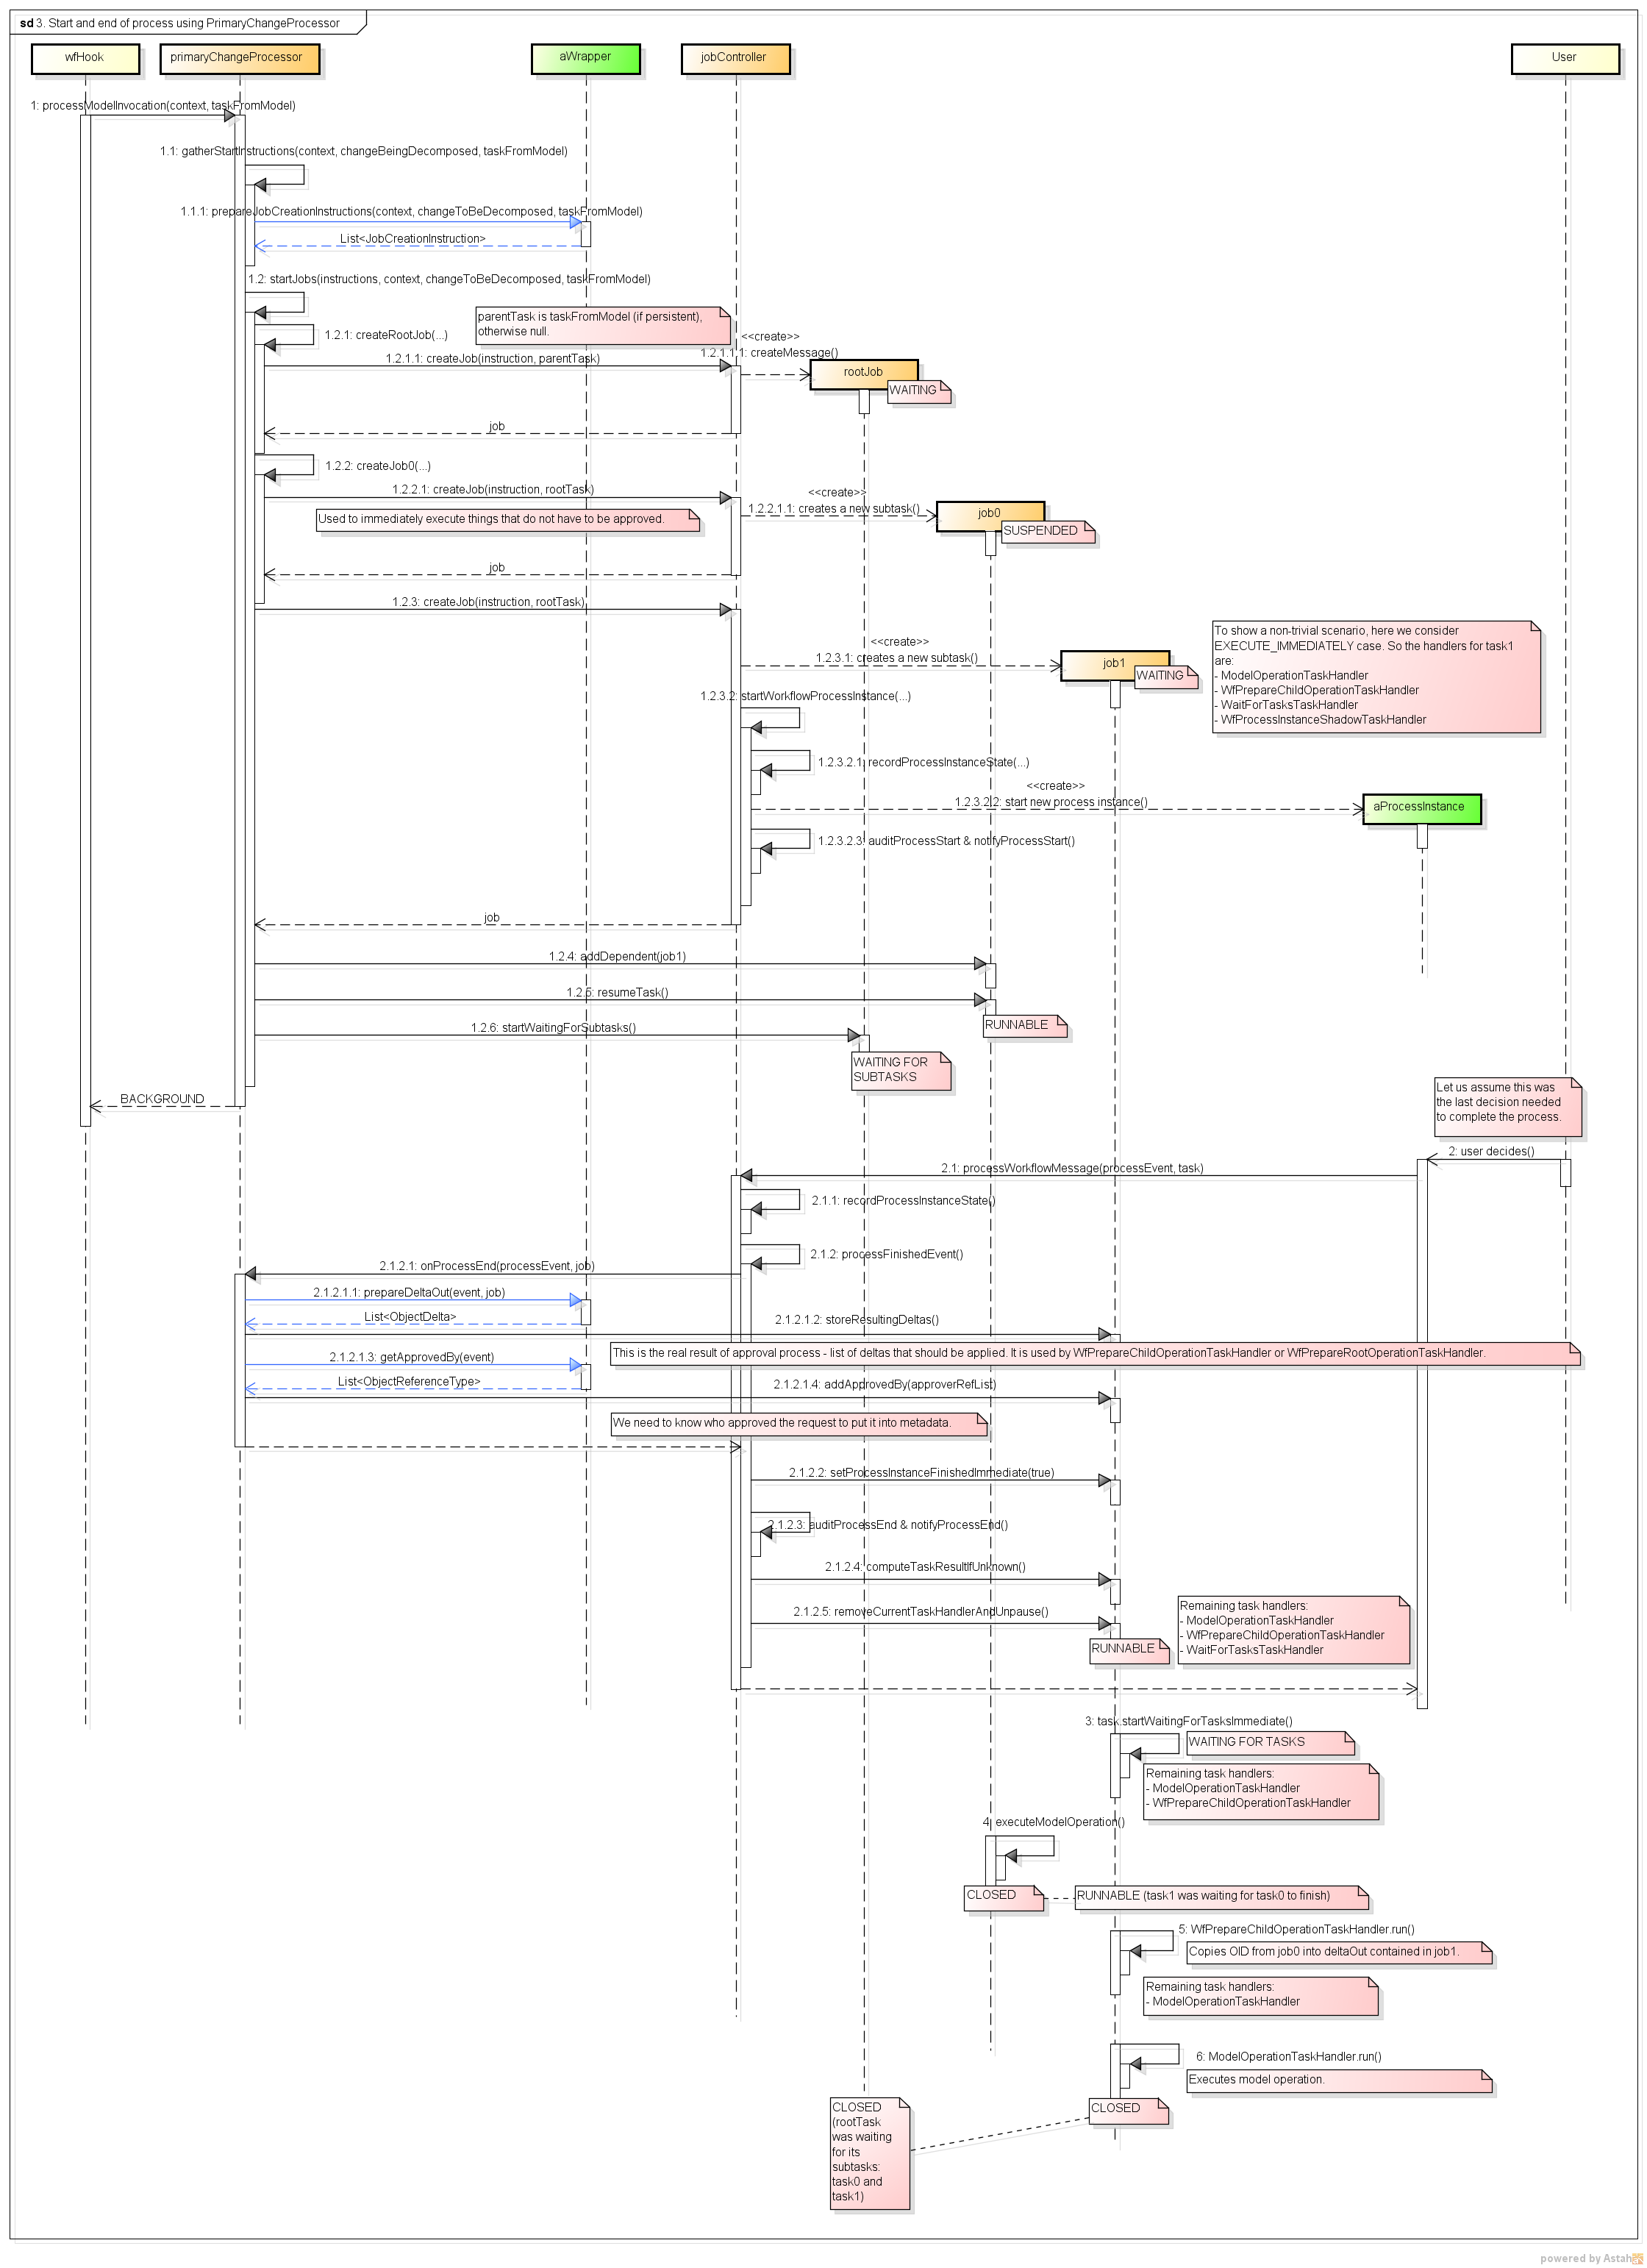 sd 3. Start and end of process using PrimaryChangeProcessor
wfHook
primaryChangeProcessor
aWrapper
jobController
User
1: processModelInvocation(context, taskFromModel)
1.1: gatherStartInstructions(context, changeBeingDecomposed, taskFromModel)
1.1.1: prepareJobCreationInstructions(context, changeToBeDecomposed, taskFromModel)
List<JobCreationInstruction>
1.2: startJobs(instructions, context, changeToBeDecomposed, taskFromModel)
parentTask is taskFromModel (if persistent),
otherwise null.
1.2.1: createRootJob(...)
<<create>>
1.2.1.1.1: createMessage()
1.2.1.1: createJob(instruction, parentTask)
rootJob
WAITING
job
1.2.2: createJob0(...)
1.2.2.1: createJob(instruction, rootTask)
<<create>>
1.2.2.1.1: creates a new subtask()
job0
Used to immediately execute things that do not have to be approved.
SUSPENDED
job
1.2.3: createJob(instruction, rootTask)
To show a non-trivial scenario, here we consider
EXECUTE_IMMEDIATELY case. So the handlers for task1
are:
- ModelOperationTaskHandler
- WfPrepareChildOperationTaskHandler
- WaitForTasksTaskHandler
- WfProcessInstanceShadowTaskHandler
<<create>>
1.2.3.1: creates a new subtask()
job1
WAITING
1.2.3.2: startWorkflowProcessInstance(...)
1.2.3.2.1: recordProcessInstanceState(...)
<<create>>
1.2.3.2.2: start new process instance()
aProcessInstance
1.2.3.2.3: auditProcessStart & notifyProcessStart()
job
1.2.4: addDependent(job1)
1.2.5: resumeTask()
RUNNABLE
1.2.6: startWaitingForSubtasks()
WAITING FOR
SUBTASKS
BACKGROUND
Let us assume this was
the last decision needed
to complete the process.
2: user decides()
2.1: processWorkflowMessage(processEvent, task)
2.1.1: recordProcessInstanceState()
2.1.2: processFinishedEvent()
2.1.2.1: onProcessEnd(processEvent, job)
2.1.2.1.1: prepareDeltaOut(event, job)
List<ObjectDelta>
2.1.2.1.2: storeResultingDeltas()
This is the real result of approval process - list of deltas that should be applied. It is used by WfPrepareChildOperationTaskHandler or WfPrepareRootOperationTaskHandler.
2.1.2.1.3: getApprovedBy(event)
List<ObjectReferenceType>
2.1.2.1.4: addApprovedBy(approverRefList)
We need to know who approved the request to put it into metadata.
2.1.2.2: setProcessInstanceFinishedImmediate(true)
2.1.2.3: auditProcessEnd & notifyProcessEnd()
2.1.2.4: computeTaskResultIfUnknown()
2.1.2.5: removeCurrentTaskHandlerAndUnpause()
RUNNABLE
Remaining task handlers:
- ModelOperationTaskHandler
- WfPrepareChildOperationTaskHandler
- WaitForTasksTaskHandler
3: task.startWaitingForTasksImmediate()
WAITING FOR TASKS
Remaining task handlers:
- ModelOperationTaskHandler
- WfPrepareChildOperationTaskHandler
4: executeModelOperation()
CLOSED
RUNNABLE (task1 was waiting for task0 to finish)
5: WfPrepareChildOperationTaskHandler.run()
Copies OID from job0 into deltaOut contained in job1.
Remaining task handlers:
- ModelOperationTaskHandler
6: ModelOperationTaskHandler.run()
Executes model operation.
CLOSED
CLOSED
(rootTask
was waiting
for its
subtasks:
task0 and
task1)
powered by Astah